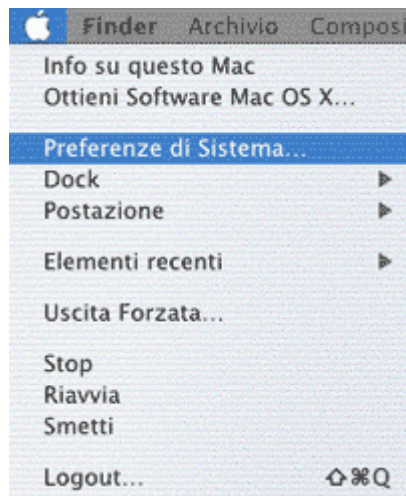 Finder Archivio Composi
Info su questo Mac
Ottieni Software Mac OS X...
Preferenze di Sistema...
Dock
Postazione
Elementi recenti
Uscita Forzata...
Stop
Riavvia
Smetti
Logout... ⇧⌘Q